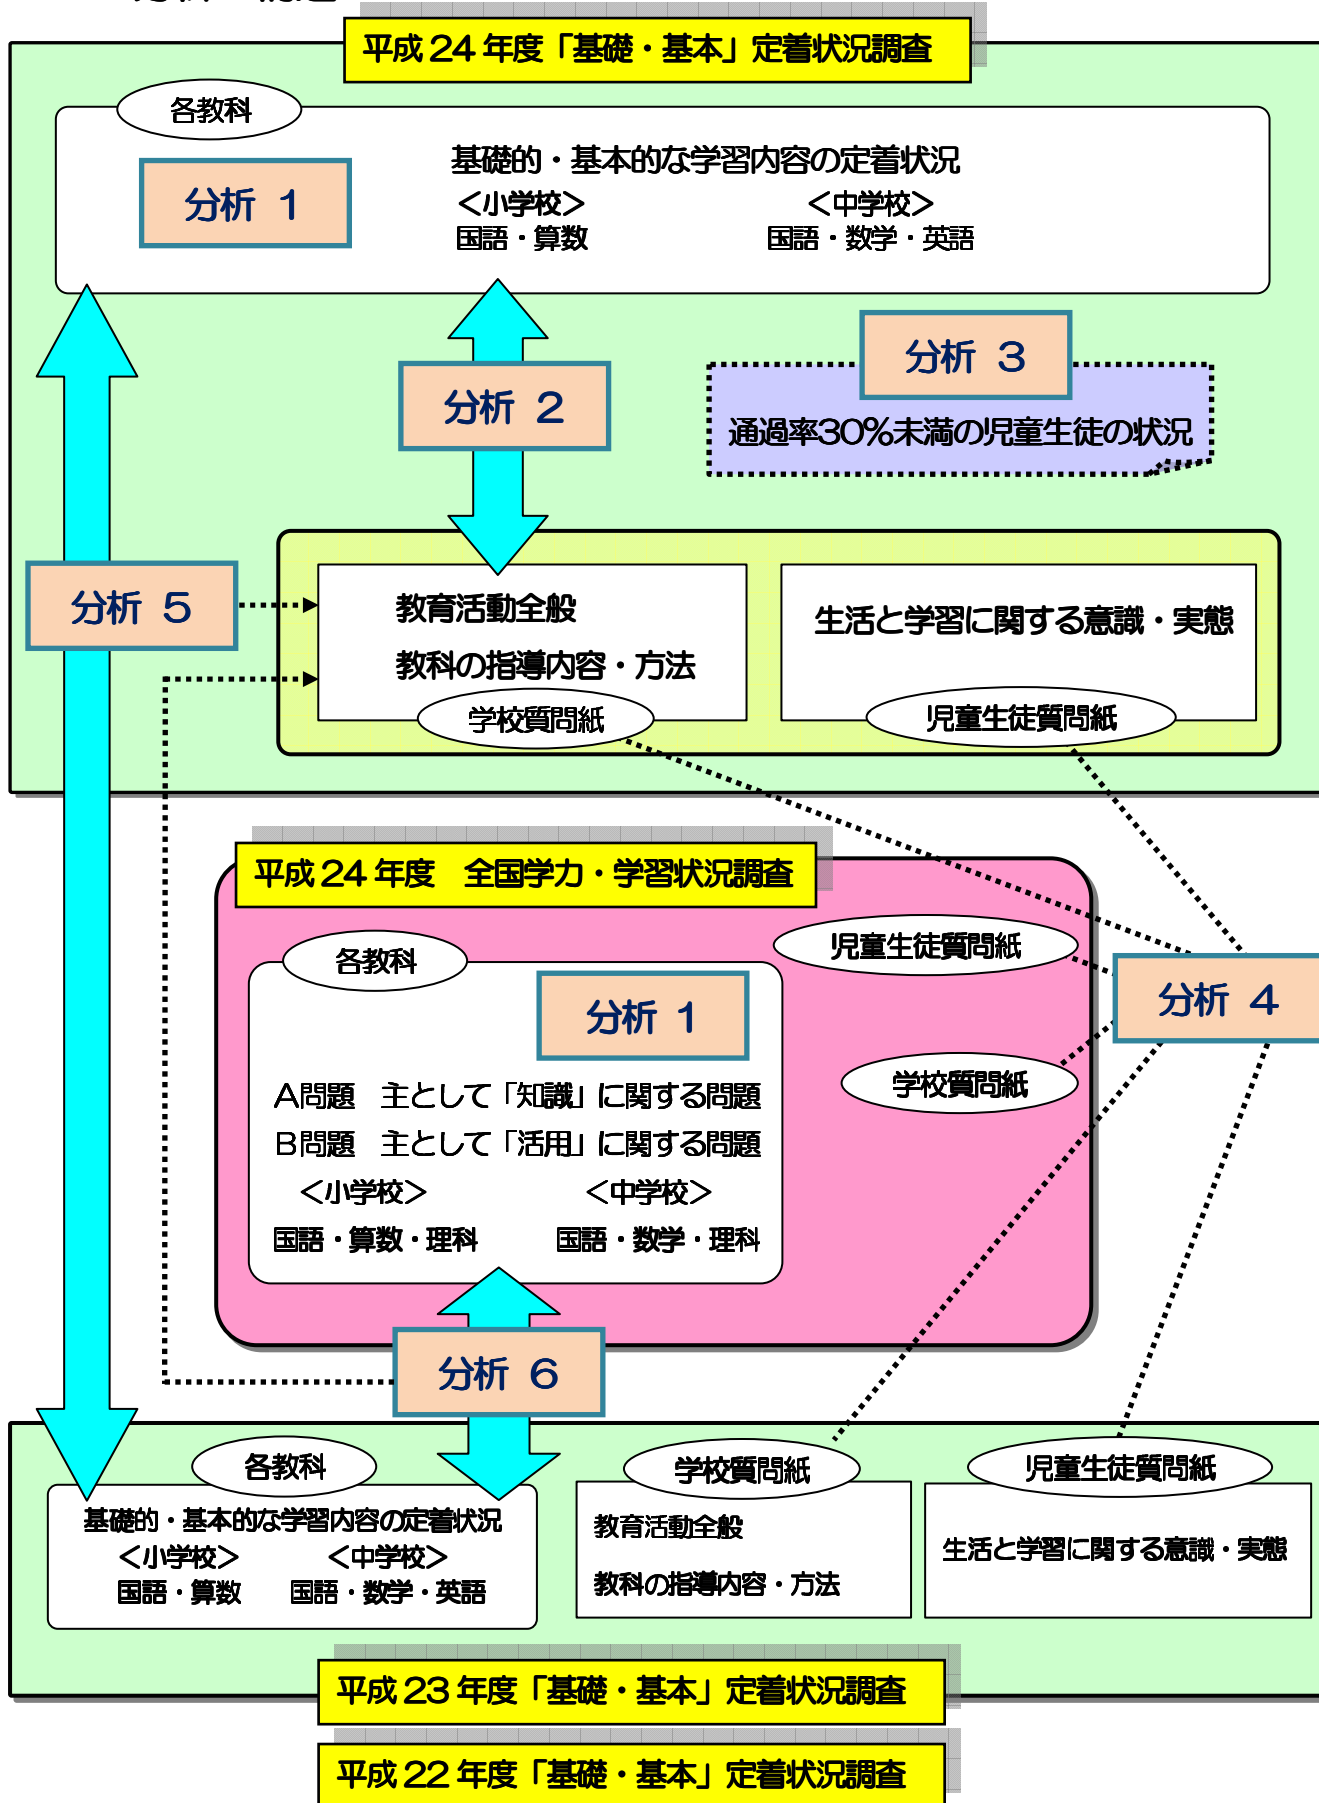 平成24年度「基礎・基本」定着状況調査
各教科
分析 1
基礎的・基本的な学習内容の定着状況
＜小学校＞ ＜中学校＞
国語・算数 国語・数学・英語
分析 2
分析 3
通過率30％未満の児童生徒の状況
分析 5
教育活動全般
教科の指導内容・方法
学校質問紙
生活と学習に関する意識・実態
児童生徒質問紙
平成24年度　全国学力・学習状況調査
各教科
分析 1
児童生徒質問紙
分析 4
学校質問紙
A問題　主として「知識」に関する問題
B問題　主として「活用」に関する問題
＜小学校＞ ＜中学校＞
国語・算数・理科 国語・数学・理科
分析 6
各教科
基礎的・基本的な学習内容の定着状況
＜小学校＞ ＜中学校＞
国語・算数 国語・数学・英語
学校質問紙
教育活動全般
教科の指導内容・方法
児童生徒質問紙
生活と学習に関する意識・実態
平成23年度「基礎・基本」定着状況調査
平成22年度「基礎・基本」定着状況調査